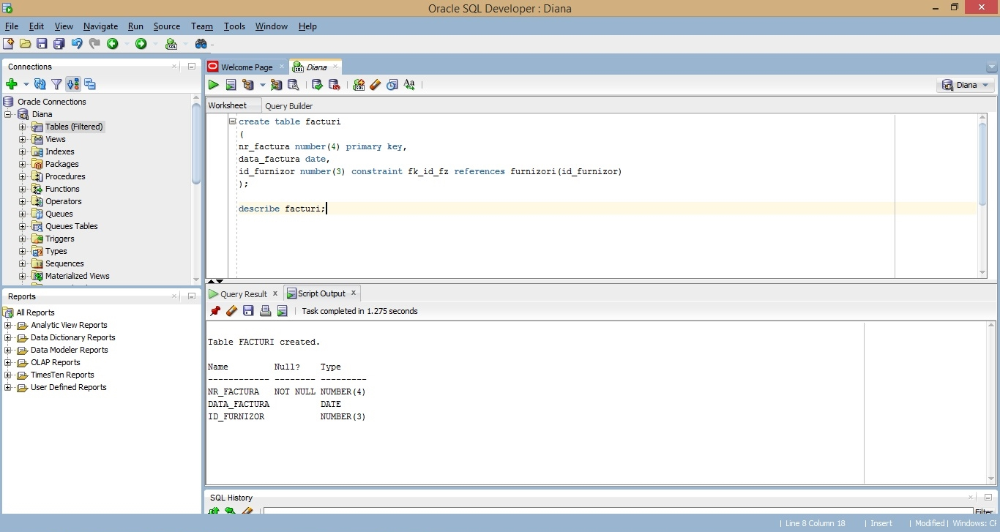 Oracle SQL Developer : Diana
File Edit View Navigate Run Source Team Tools Window Help
Connections
Oracle Connections
Diana
Tables (Filtered)
Views
Indexes
Packages
Procedures
Functions
Operators
Queues
Queues Tables
Triggers
Types
Sequences
Materialized Views
Reports
All Reports
Analytic View Reports
Data Dictionary Reports
Data Modeler Reports
OLAP Reports
TimesTen Reports
User Defined Reports
Welcome Page Diana
Diana
Worksheet Query Builder
create table facturi
(
nr_factura number(4) primary key,
data_factura date,
id_furnizor number(3) constraint fk_id_fz references furnizori(id_furnizor)
);
describe facturi;
Query Result x Script Output x
Task completed in 1.275 seconds
Table FACTURI created.
Name Null? Type
------------ -------- ---------
NR_FACTURA NOT NULL NUMBER(4)
DATA_FACTURA DATE
ID_FURNIZOR NUMBER(3)
SQL History
Filter
| Line 8 Column 18 | Insert | Modified | Windows: CF